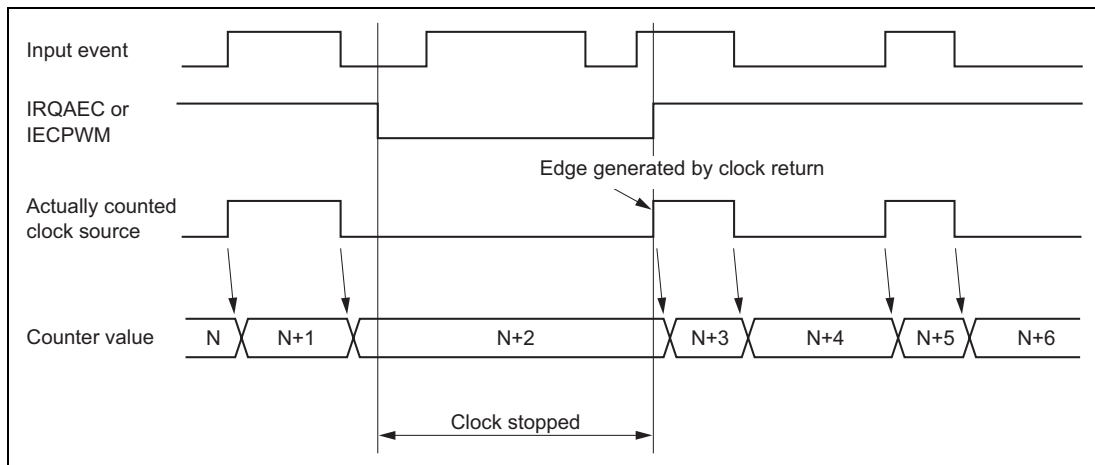 Input event
IRQAEC or
IECPWM
Edge generated by clock return
Actually counted
clock source
Counter value
N
N+1
N+2
N+3
N+4
N+5
N+6
Clock stopped